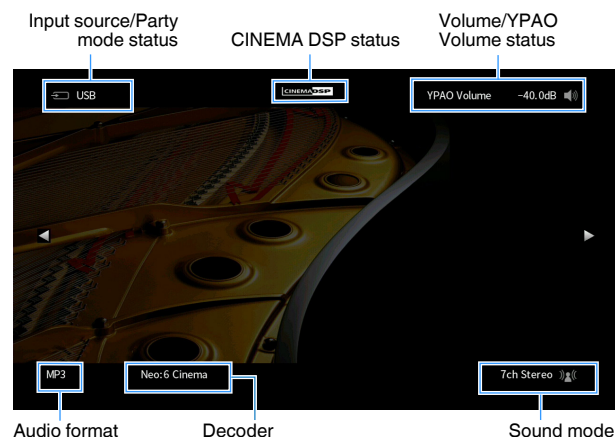 Input source/Party
mode status
CINEMA DSP status
Volume/YPAO
Volume status
USB
CINEMA DSP
YPAO Volume -40.0dB
MP3
Neo:6 Cinema
7ch Stereo
Audio format
Decoder
Sound mode